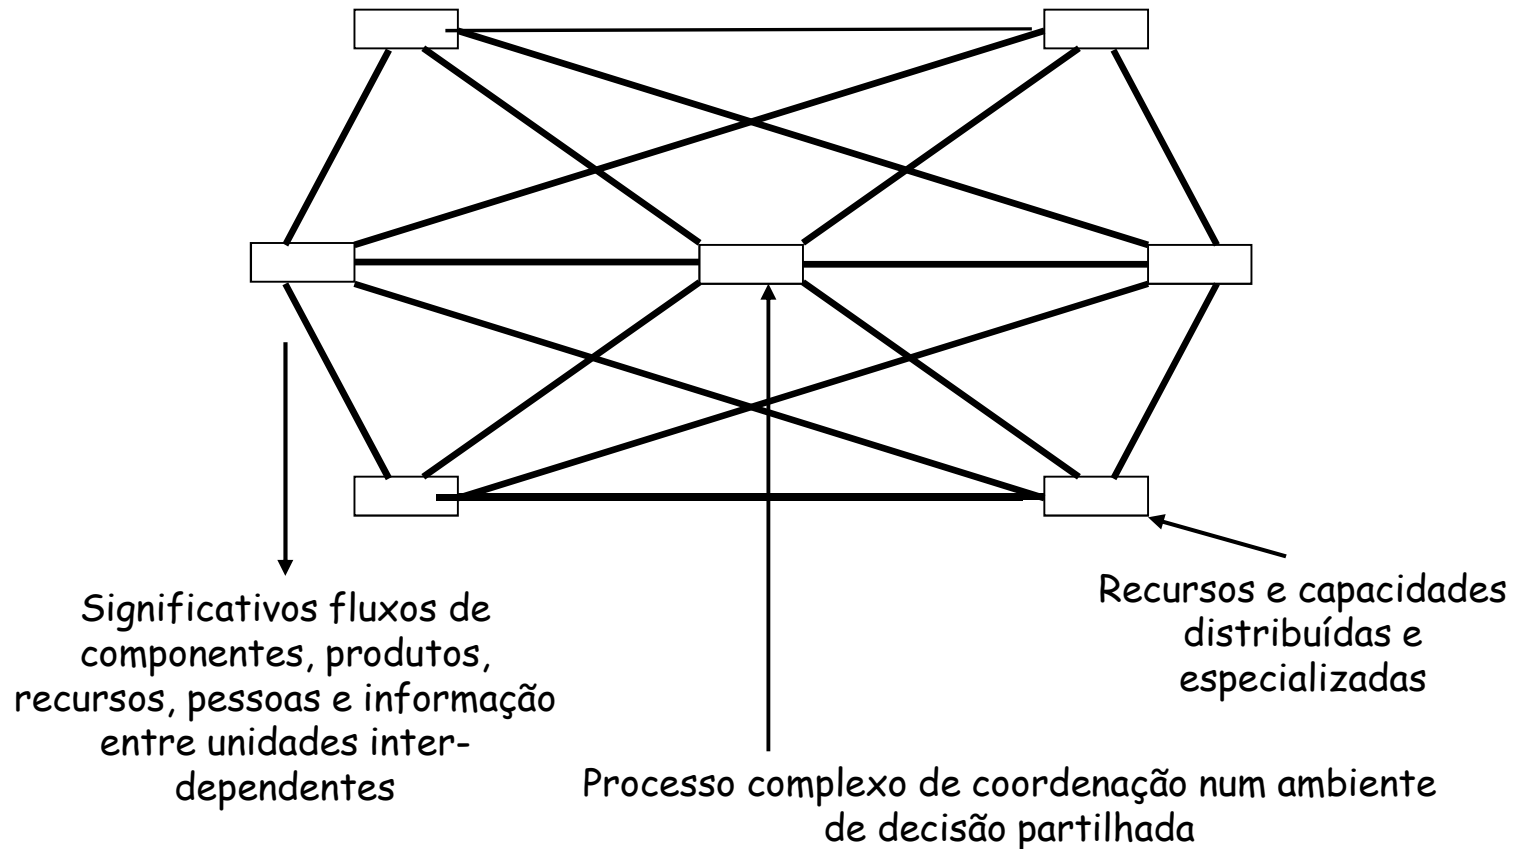 Significativos fluxos de
componentes, produtos,
recursos, pessoas e informação
entre unidades inter-
dependentes
Recursos e capacidades
distribuídas e
especializadas
Processo complexo de coordenação num ambiente
de decisão partilhada